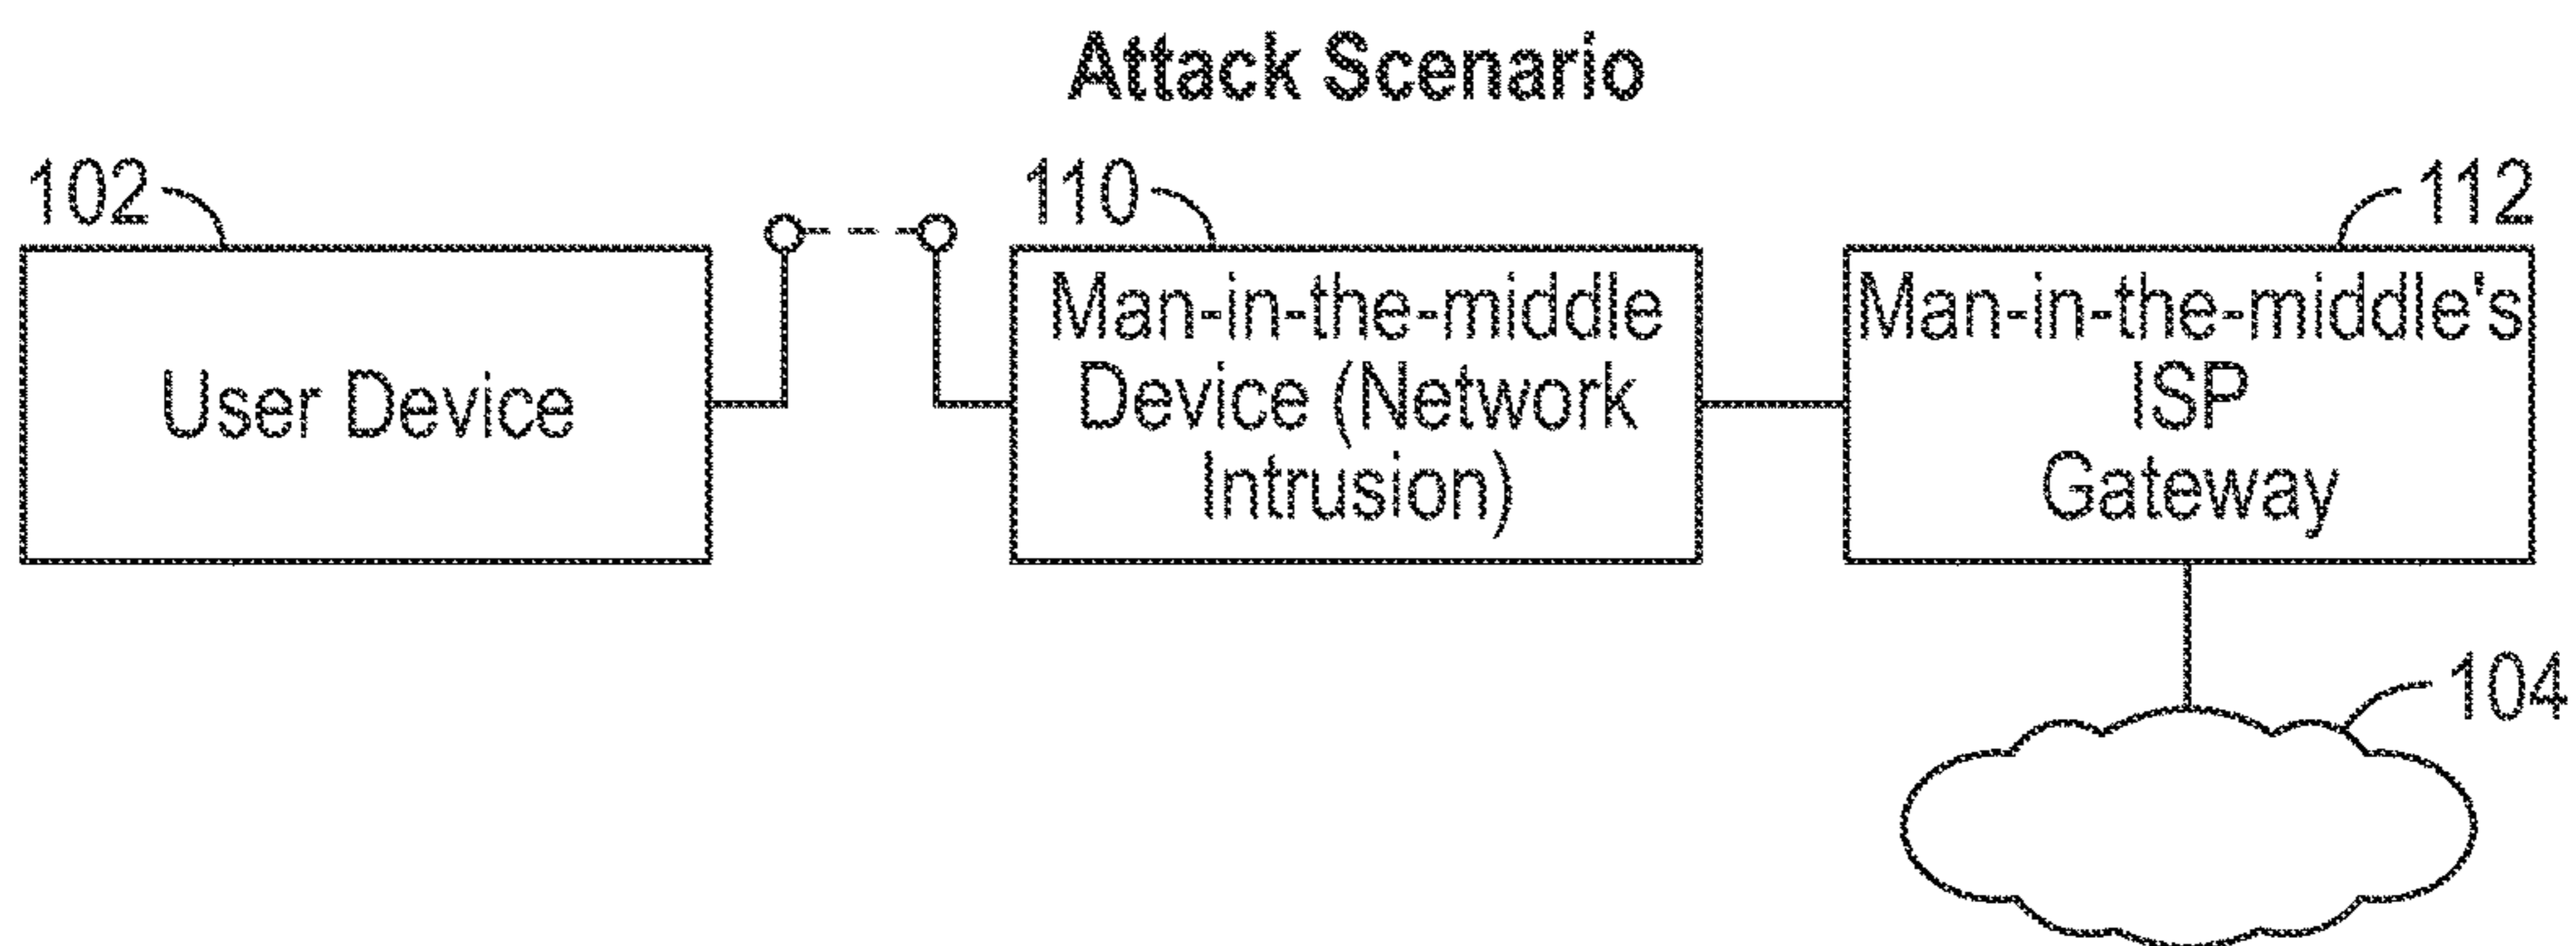 Attack Scenario
102
110
112
User Device
Man-in-the-middle
Device (Network
Intrusion)
Man-in-the-middle's
ISP
Gateway
104